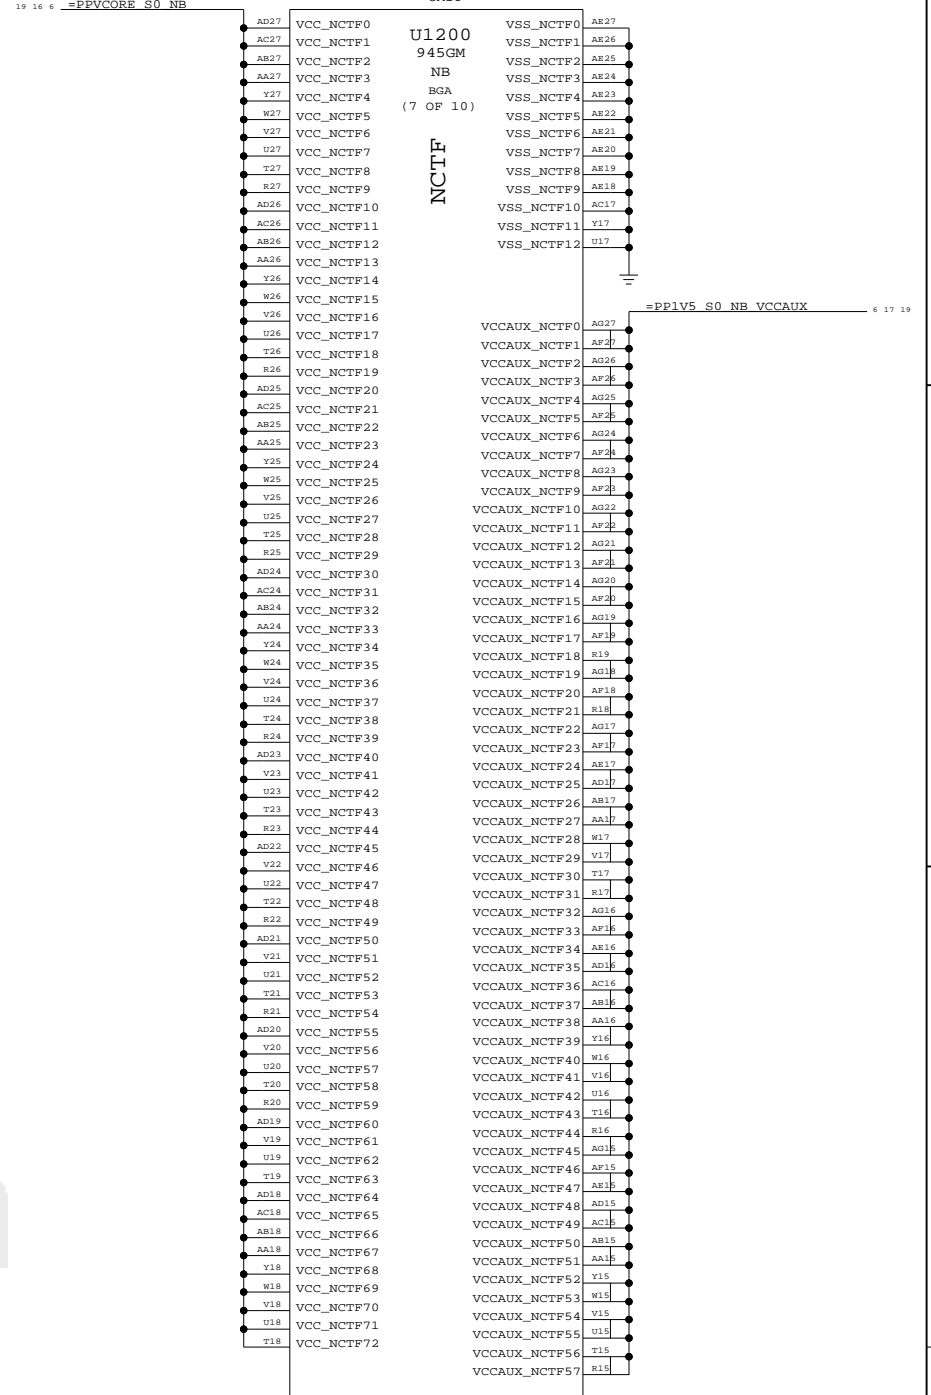 19 16 6 =PPVCORE_S0_NB
U1200
945GM
NB
BGA
(7 OF 10)
NCTF
AD27 VCC_NCTF0
AC27 VCC_NCTF1
AB27 VCC_NCTF2
AA27 VCC_NCTF3
Y27 VCC_NCTF4
W27 VCC_NCTF5
V27 VCC_NCTF6
U27 VCC_NCTF7
T27 VCC_NCTF8
R27 VCC_NCTF9
AD26 VCC_NCTF10
AC26 VCC_NCTF11
AB26 VCC_NCTF12
AA26 VCC_NCTF13
Y26 VCC_NCTF14
W26 VCC_NCTF15
V26 VCC_NCTF16
U26 VCC_NCTF17
T26 VCC_NCTF18
R26 VCC_NCTF19
AD25 VCC_NCTF20
AC25 VCC_NCTF21
AB25 VCC_NCTF22
AA25 VCC_NCTF23
Y25 VCC_NCTF24
W25 VCC_NCTF25
V25 VCC_NCTF26
U25 VCC_NCTF27
T25 VCC_NCTF28
R25 VCC_NCTF29
AD24 VCC_NCTF30
AC24 VCC_NCTF31
AB24 VCC_NCTF32
AA24 VCC_NCTF33
Y24 VCC_NCTF34
W24 VCC_NCTF35
V24 VCC_NCTF36
U24 VCC_NCTF37
T24 VCC_NCTF38
R24 VCC_NCTF39
AD23 VCC_NCTF40
V23 VCC_NCTF41
U23 VCC_NCTF42
T23 VCC_NCTF43
R23 VCC_NCTF44
AD22 VCC_NCTF45
V22 VCC_NCTF46
U22 VCC_NCTF47
T22 VCC_NCTF48
R22 VCC_NCTF49
AD21 VCC_NCTF50
V21 VCC_NCTF51
U21 VCC_NCTF52
T21 VCC_NCTF53
R21 VCC_NCTF54
AD20 VCC_NCTF55
V20 VCC_NCTF56
U20 VCC_NCTF57
T20 VCC_NCTF58
R20 VCC_NCTF59
AD19 VCC_NCTF60
V19 VCC_NCTF61
U19 VCC_NCTF62
T19 VCC_NCTF63
AD18 VCC_NCTF64
AC18 VCC_NCTF65
AB18 VCC_NCTF66
AA18 VCC_NCTF67
Y18 VCC_NCTF68
W18 VCC_NCTF69
V18 VCC_NCTF70
U18 VCC_NCTF71
T18 VCC_NCTF72
VSS_NCTF0 AE27
VSS_NCTF1 AE26
VSS_NCTF2 AE25
VSS_NCTF3 AE24
VSS_NCTF4 AE23
VSS_NCTF5 AE22
VSS_NCTF6 AE21
VSS_NCTF7 AE20
VSS_NCTF8 AE19
VSS_NCTF9 AE18
VSS_NCTF10 AC17
VSS_NCTF11 Y17
VSS_NCTF12 U17
=PP1V5_S0_NB_VCCAUX 6 17 19
VCCAUX_NCTF0 AG27
VCCAUX_NCTF1 AF27
VCCAUX_NCTF2 AG26
VCCAUX_NCTF3 AF26
VCCAUX_NCTF4 AG25
VCCAUX_NCTF5 AF25
VCCAUX_NCTF6 AG24
VCCAUX_NCTF7 AF24
VCCAUX_NCTF8 AG23
VCCAUX_NCTF9 AF23
VCCAUX_NCTF10 AG22
VCCAUX_NCTF11 AF22
VCCAUX_NCTF12 AG21
VCCAUX_NCTF13 AF21
VCCAUX_NCTF14 AG20
VCCAUX_NCTF15 AF20
VCCAUX_NCTF16 AG19
VCCAUX_NCTF17 AF19
VCCAUX_NCTF18 R19
VCCAUX_NCTF19 AG18
VCCAUX_NCTF20 AF18
VCCAUX_NCTF21 R18
VCCAUX_NCTF22 AG17
VCCAUX_NCTF23 AF17
VCCAUX_NCTF24 AE17
VCCAUX_NCTF25 AD17
VCCAUX_NCTF26 AB17
VCCAUX_NCTF27 AA17
VCCAUX_NCTF28 W17
VCCAUX_NCTF29 V17
VCCAUX_NCTF30 T17
VCCAUX_NCTF31 R17
VCCAUX_NCTF32 AG16
VCCAUX_NCTF33 AF16
VCCAUX_NCTF34 AE16
VCCAUX_NCTF35 AD16
VCCAUX_NCTF36 AC16
VCCAUX_NCTF37 AB16
VCCAUX_NCTF38 AA16
VCCAUX_NCTF39 Y16
VCCAUX_NCTF40 W16
VCCAUX_NCTF41 V16
VCCAUX_NCTF42 U16
VCCAUX_NCTF43 T16
VCCAUX_NCTF44 R16
VCCAUX_NCTF45 AG15
VCCAUX_NCTF46 AF15
VCCAUX_NCTF47 AE15
VCCAUX_NCTF48 AD15
VCCAUX_NCTF49 AC15
VCCAUX_NCTF50 AB15
VCCAUX_NCTF51 AA15
VCCAUX_NCTF52 Y15
VCCAUX_NCTF53 W15
VCCAUX_NCTF54 V15
VCCAUX_NCTF55 U15
VCCAUX_NCTF56 T15
VCCAUX_NCTF57 R15